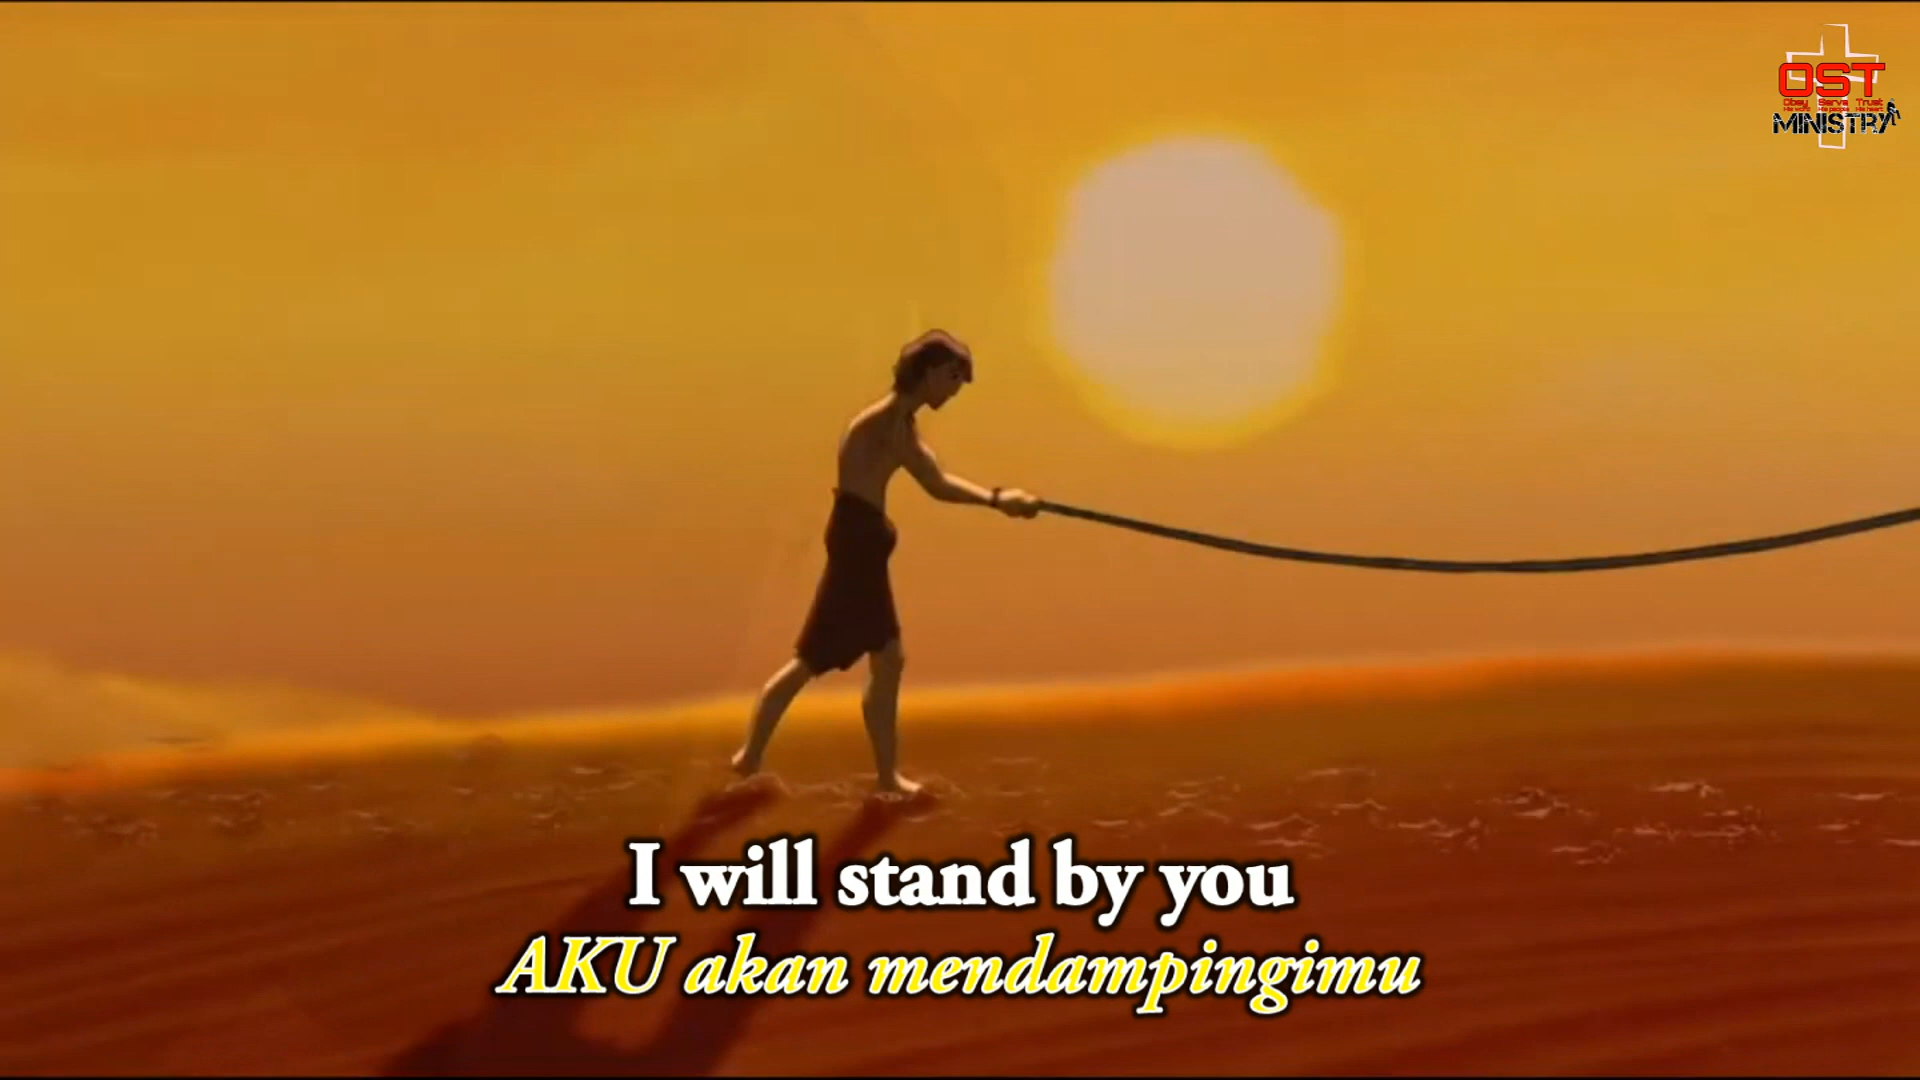 OST
Obey Serve Trust
MINISTRY
I will stand by you
AKU akan mendampingimu